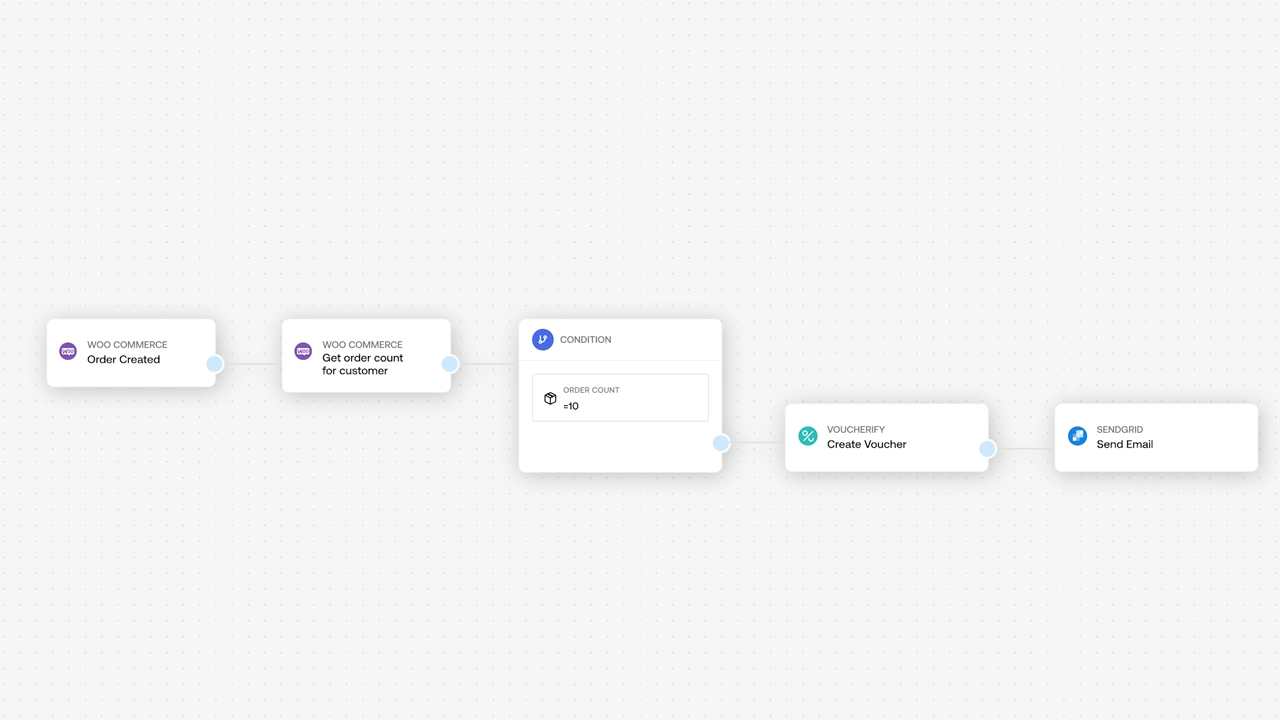 WOO COMMERCE
Order Created
WOO COMMERCE
Get order count
for customer
CONDITION
ORDER COUNT
=10
VOUCHERIFY
Create Voucher
SENDGRID
Send Email